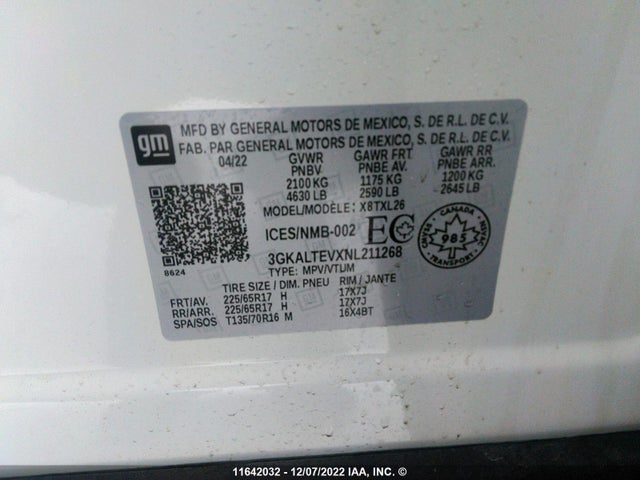 gm
MFD BY GENERAL MOTORS DE MEXICO, S. DE R.L. DE C.V.
FAB. PAR GENERAL MOTORS DE MEXICO, S. DE R.L. DE C.V.
04/22 GVWR GAWR FRT GAWR RR
PNBV PNBE AV. PNBE ARR.
2100 KG 1175 KG 1200 KG
4630 LB 2590 LB 2645 LB
MODEL/MODÈLE: X8TXL26
ICES/NMB-002 EC
CANADA
CMVSS 985 NSVAC
3GKALTEVXNL211268
8624
TYPE: MPV/VTUM
TIRE SIZE / DIM. PNEU RIM / JANTE
FRT/AV. 225/65R17 H 17X7J
RR/ARR. 225/65R17 H 17X7J
SPA/SOS T135/70R16 M 16X4BT
11642032 - 12/07/2022 IAA, INC. ©